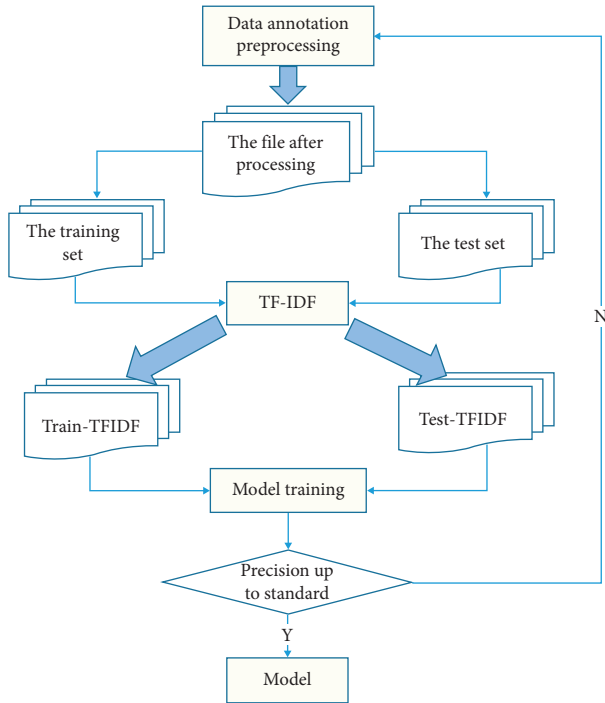 Data annotation
preprocessing
The file after
processing
The training
set
The test set
TF-IDF
N
Train-TFIDF
Test-TFIDF
Model training
Precision up
to standard
Y
Model